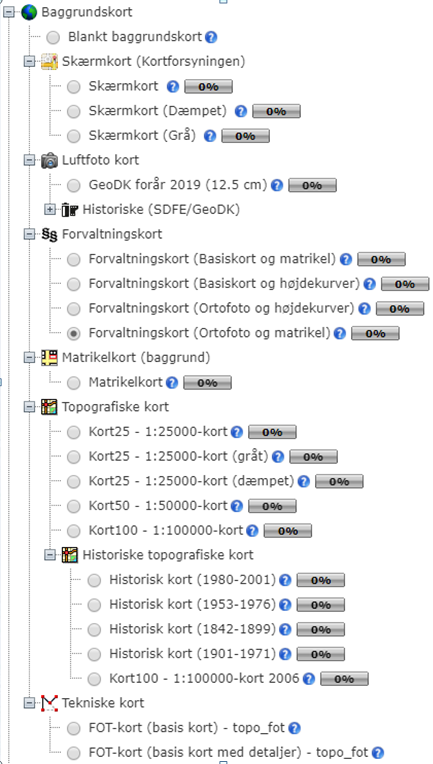 Baggrundskort
Blankt baggrundskort ?
Skærmkort (Kortforsyningen)
Skærmkort ? 0%
Skærmkort (Dæmpet) ? 0%
Skærmkort (Grå) ? 0%
Luftfoto kort
GeoDK forår 2019 (12.5 cm) ? 0%
Historiske (SDFE/GeoDK)
§§ Forvaltningskort
Forvaltningskort (Basiskort og matrikel) ? 0%
Forvaltningskort (Basiskort og højdekurver) ? 0%
Forvaltningskort (Ortofoto og højdekurver) ? 0%
Forvaltningskort (Ortofoto og matrikel) ? 0%
Matrikelkort (baggrund)
Matrikelkort ? 0%
Topografiske kort
Kort25 - 1:25000-kort ? 0%
Kort25 - 1:25000-kort (gråt) ? 0%
Kort25 - 1:25000-kort (dæmpet) ? 0%
Kort50 - 1:50000-kort ? 0%
Kort100 - 1:100000-kort ? 0%
Historiske topografiske kort
Historisk kort (1980-2001) ? 0%
Historisk kort (1953-1976) ? 0%
Historisk kort (1842-1899) ? 0%
Historisk kort (1901-1971) ? 0%
Kort100 - 1:100000-kort 2006 ? 0%
Tekniske kort
FOT-kort (basis kort) - topo_fot ?
FOT-kort (basis kort med detaljer) - topo_fot ?